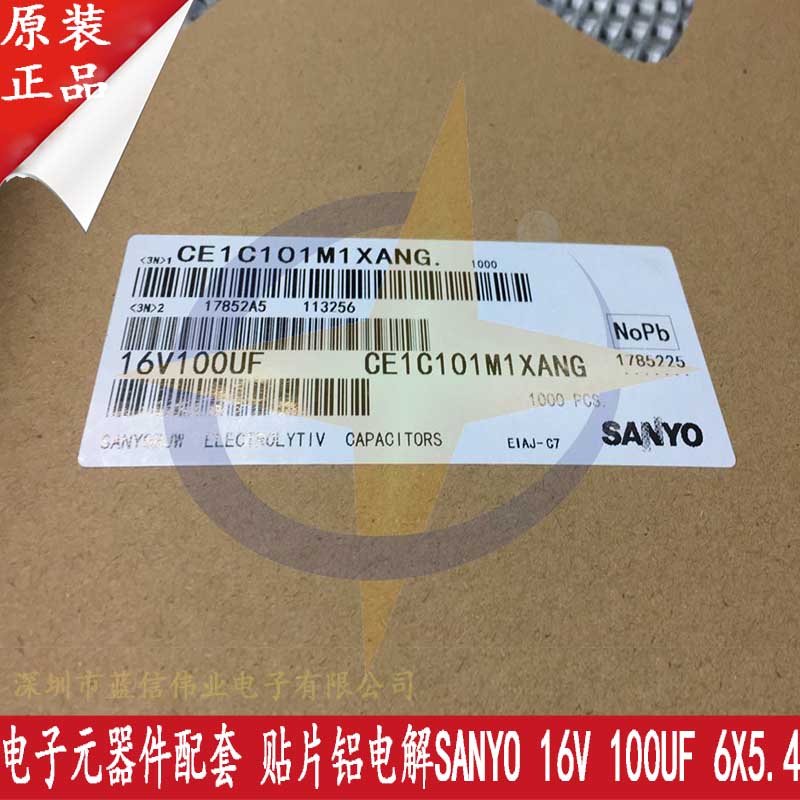 原装
正品
<3N>1 CE1C101M1XANG. 1000
<3N>2 17852A5 113256
NoPb
16V100UF CE1C101M1XANG 1785225
1000 PCS.
ELECTROLYTIV CAPACITORS EIAJ-C7 SANYO
深圳市蓝信伟业电子有限公司
电子元器件配套 贴片铝电解SANYO 16V 100UF 6X5.4